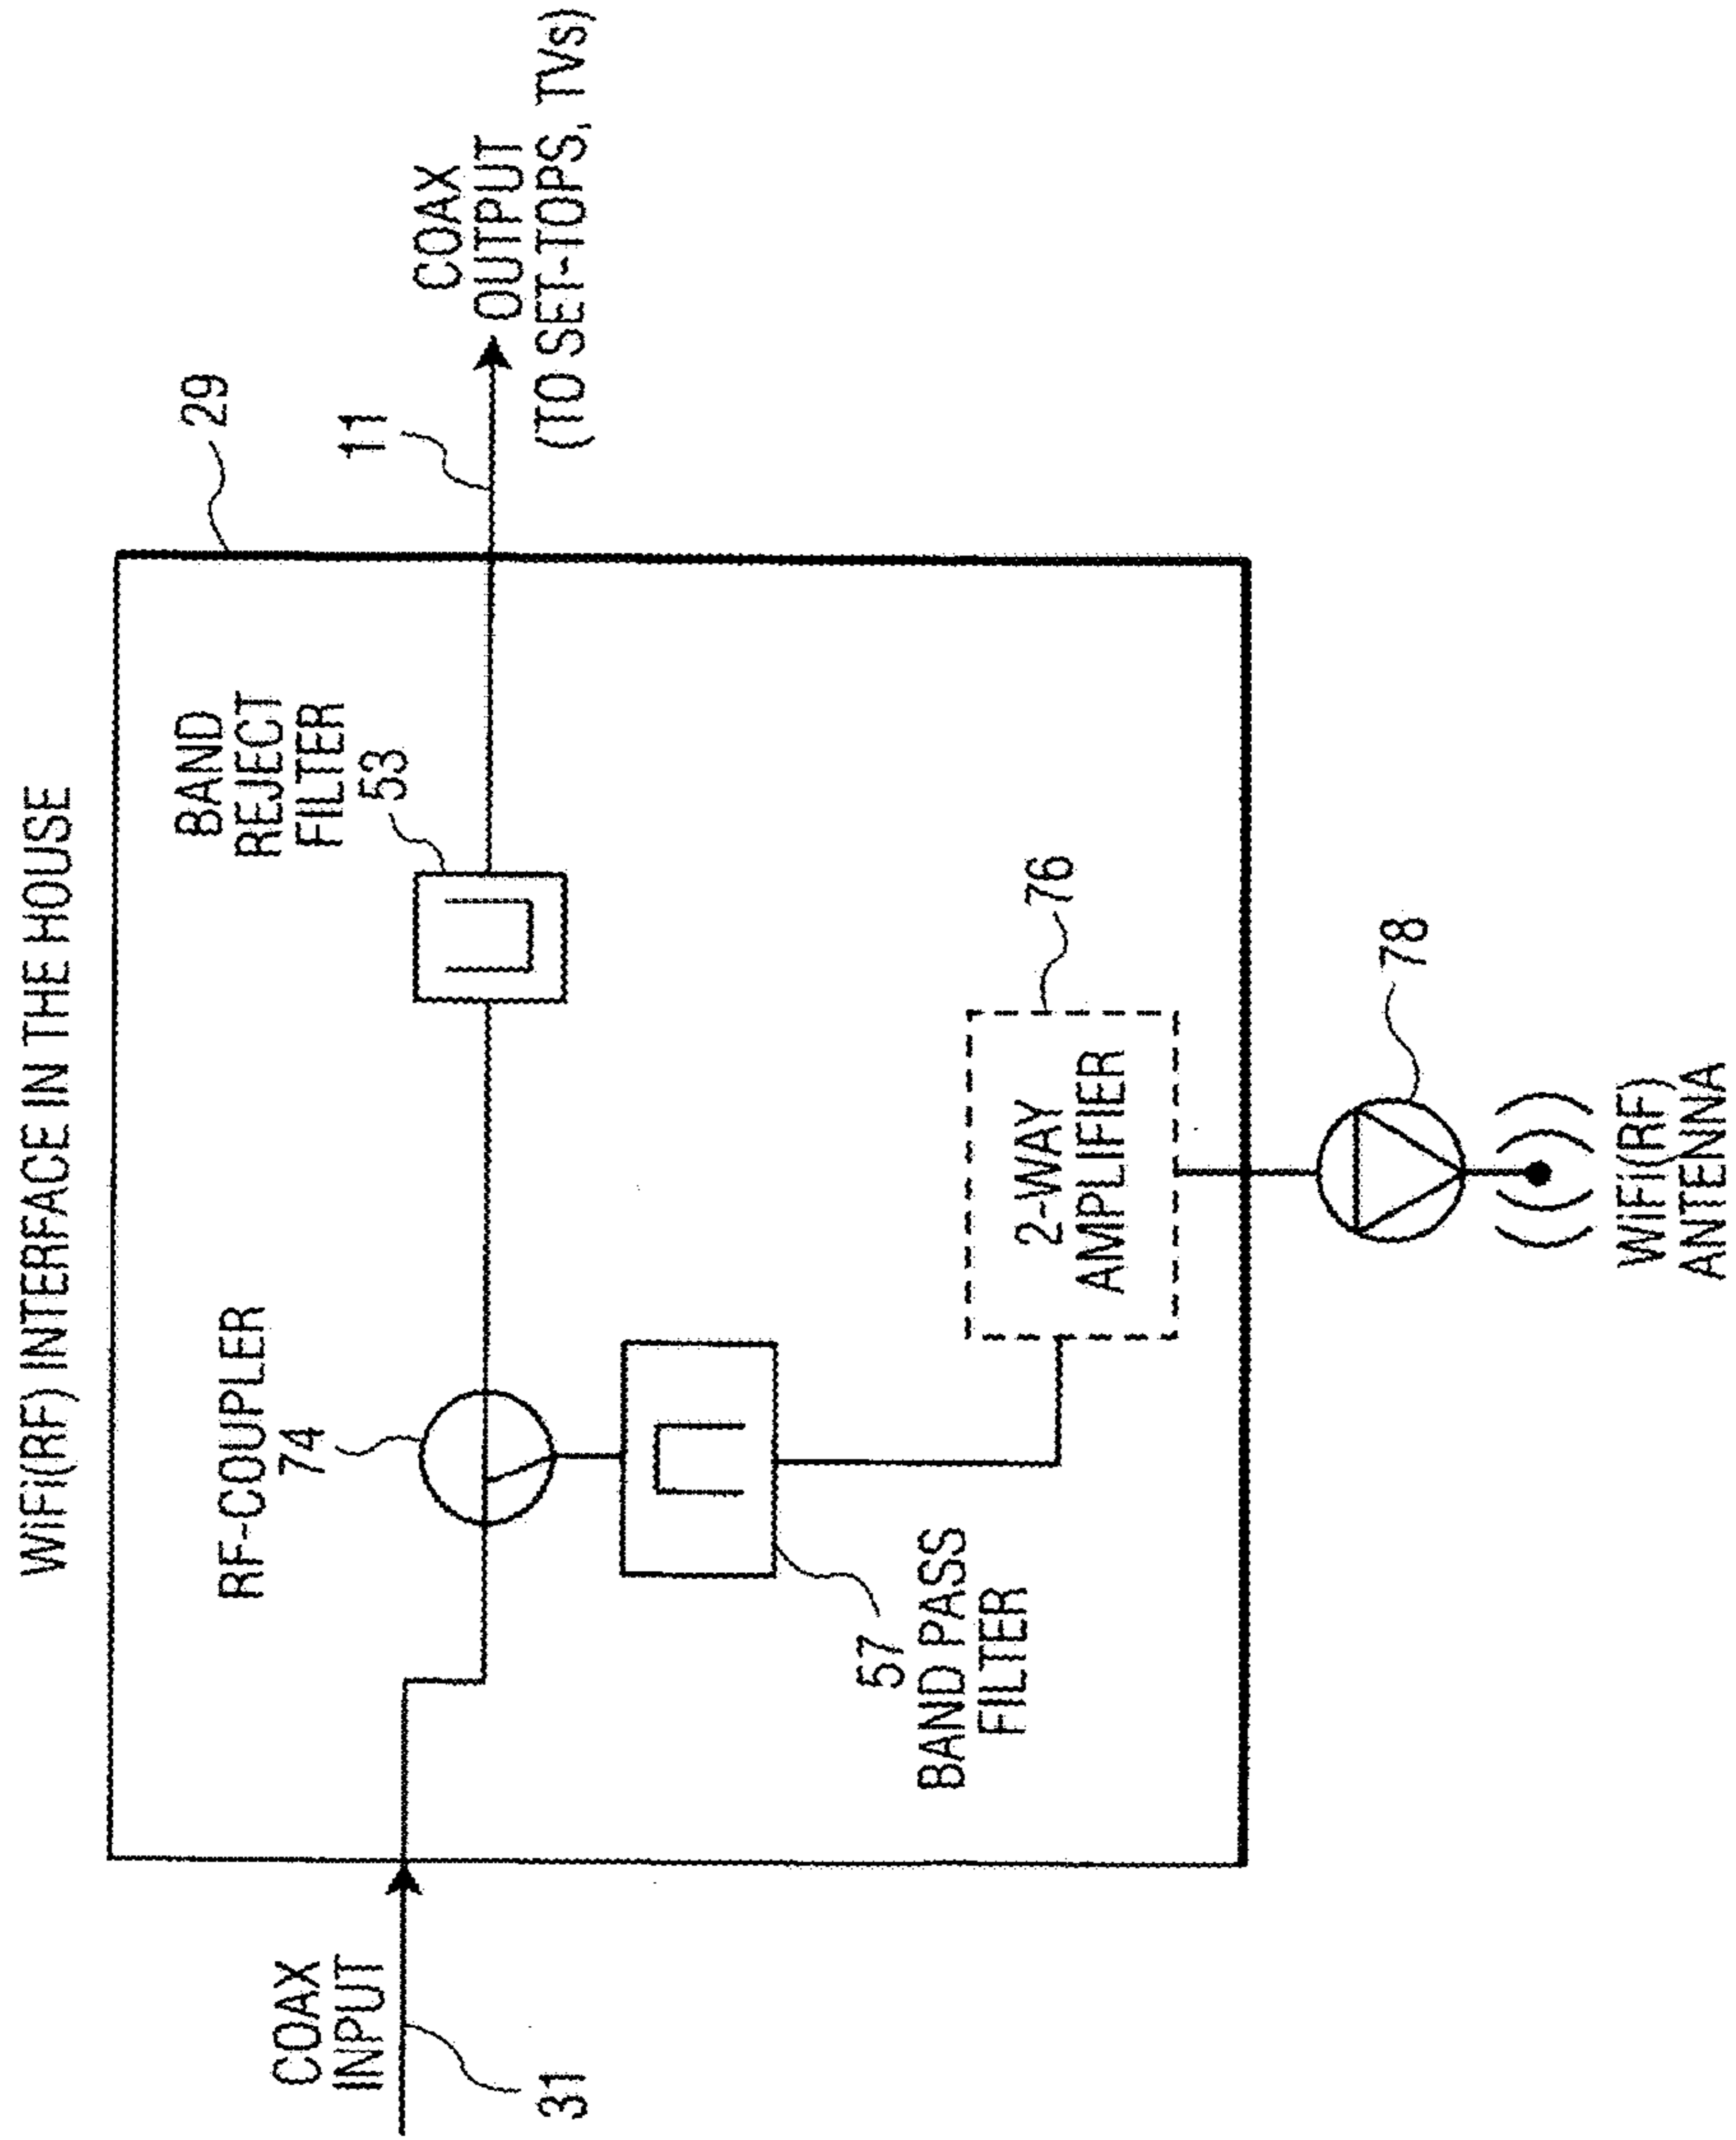 WiFi(RF) INTERFACE IN THE HOUSE
29
BAND
REJECT
FILTER
53
11
COAX
OUTPUT
(TO SET-TOPS, TVs)
RF-COUPLER
74
COAX
INPUT
31
57
BAND PASS
FILTER
2-WAY
AMPLIFIER
76
78
WiFi(RF)
ANTENNA